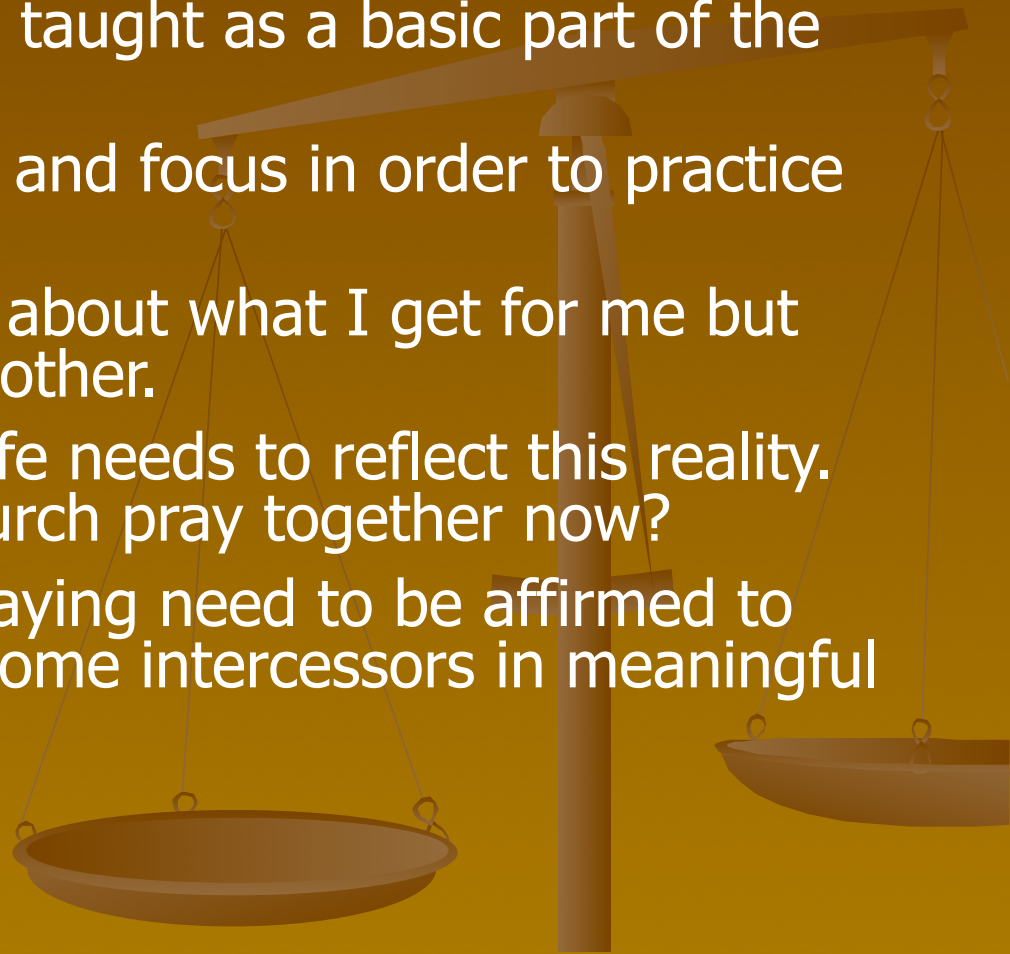 taught as a basic part of the
and focus in order to practice
about what I get for me but
other.
fe needs to reflect this reality.
urch pray together now?
aying need to be affirmed to
ome intercessors in meaningful